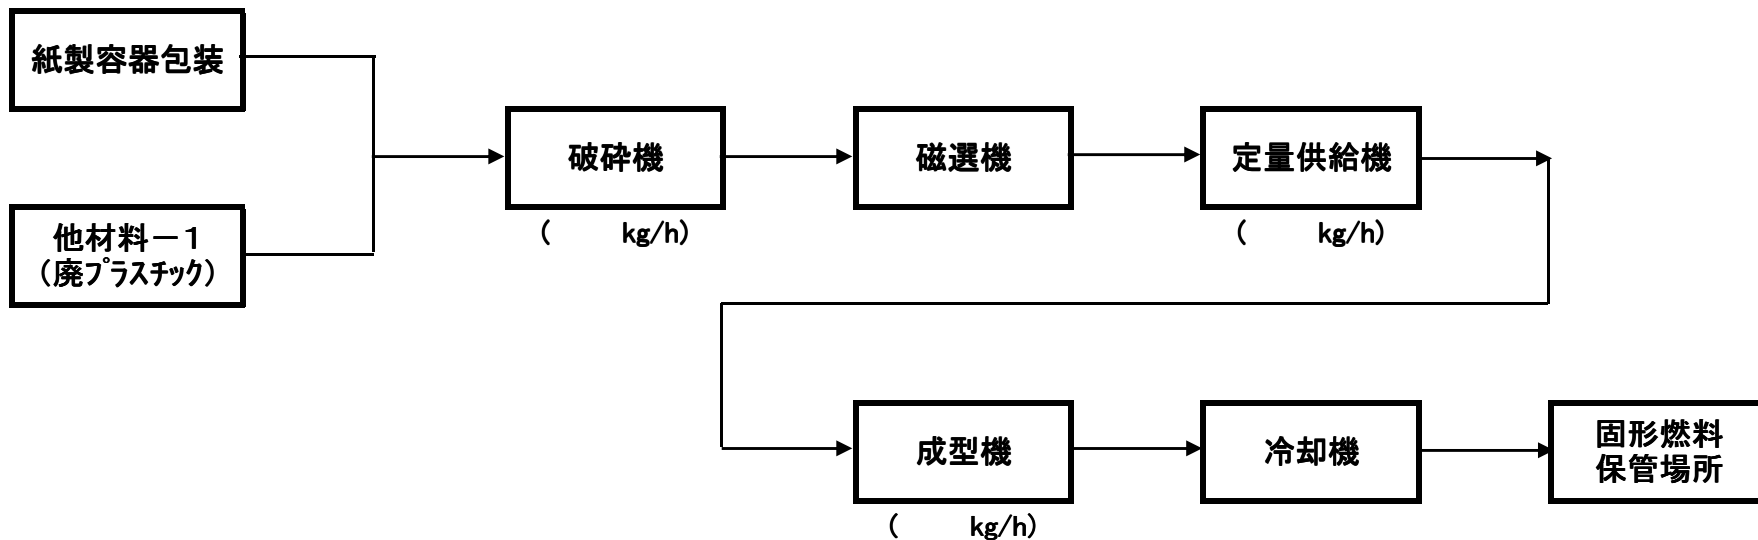 紙製容器包装
他材料－１
（廃プラスチック）
破砕機
(　　　kg/h)
磁選機
定量供給機
(　　　kg/h)
成型機
(　　　kg/h)
冷却機
固形燃料
保管場所